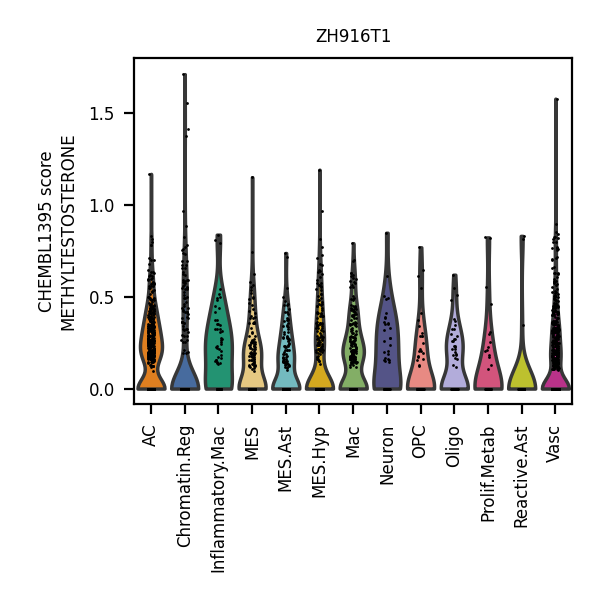 ZH916T1
CHEMBL1395 score
METHYLTESTOSTERONE
1.5
1.0
0.5
0.0
AC
Chromatin.Reg
Inflammatory.Mac
MES
MES.Ast
MES.Hyp
Mac
Neuron
OPC
Oligo
Prolif.Metab
Reactive.Ast
Vasc